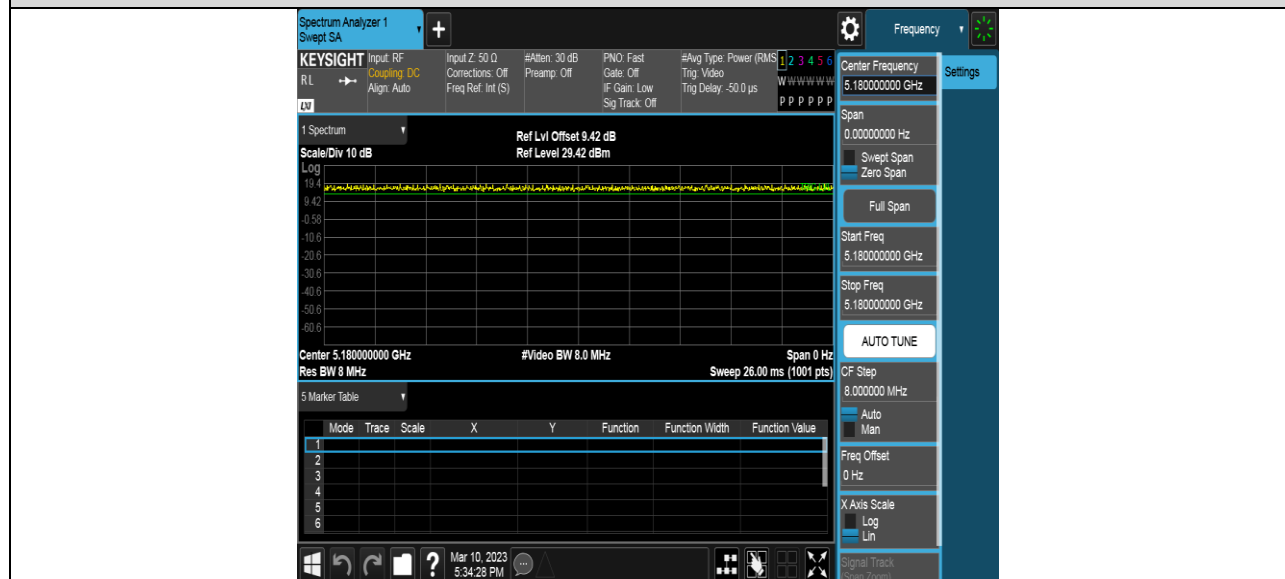 Spectrum Analyzer 1
Swept SA
+
Frequency
KEYSIGHT
RL
LXI
Input: RF
Coupling: DC
Align: Auto
Input Z: 50 Ω
Corrections: Off
Freq Ref: Int (S)
#Atten: 30 dB
Preamp: Off
PNO: Fast
Gate: Off
IF Gain: Low
Sig Track: Off
#Avg Type: Power (RMS
Trig: Video
Trig Delay: -50.0 µs
1 2 3 4 5 6
W W W W W W
P P P P P P
1 Spectrum
Scale/Div 10 dB
Ref Lvl Offset 9.42 dB
Ref Level 29.42 dBm
Log
19.4
9.42
-0.58
-10.6
-20.6
-30.6
-40.6
-50.6
-60.6
Center 5.180000000 GHz
#Video BW 8.0 MHz
Span 0 Hz
Res BW 8 MHz
Sweep 26.00 ms (1001 pts)
5 Marker Table
Mode Trace Scale X Y Function Function Width Function Value
1
2
3
4
5
6
?
Mar 10, 2023
5:34:28 PM
Center Frequency
5.180000000 GHz
Settings
Span
0.00000000 Hz
Swept Span
Zero Span
Full Span
Start Freq
5.180000000 GHz
Stop Freq
5.180000000 GHz
AUTO TUNE
CF Step
8.000000 MHz
Auto
Man
Freq Offset
0 Hz
X Axis Scale
Log
Lin
Signal Track
(Span Zoom)